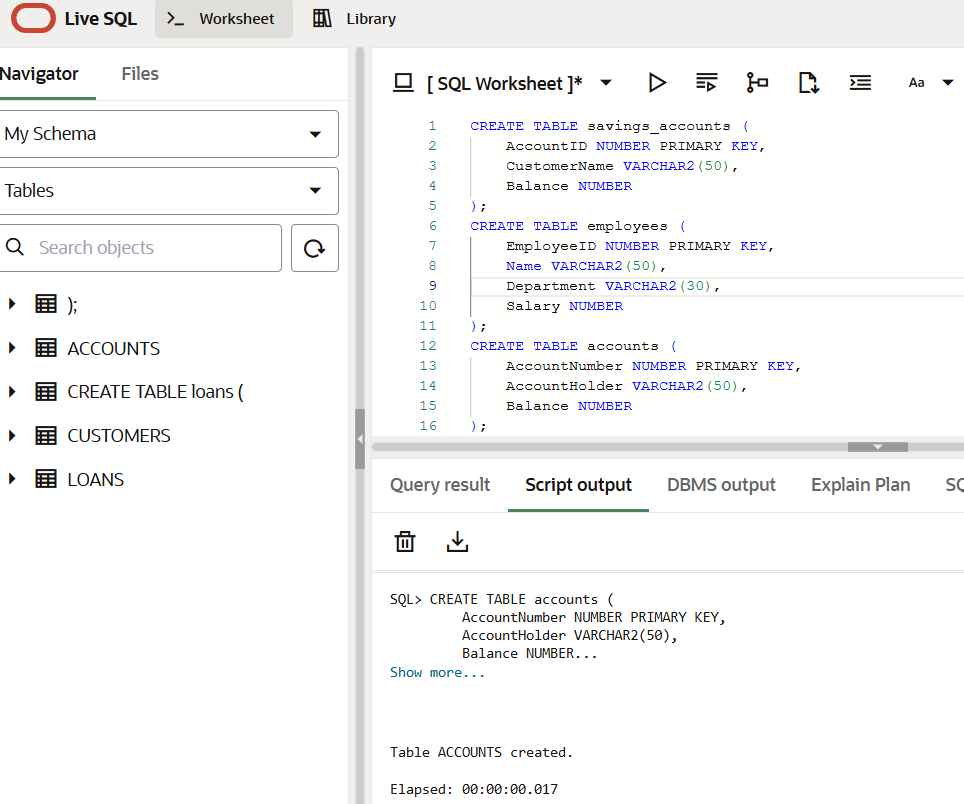 Live SQL
Worksheet
Library
Navigator
Files
My Schema
Tables
Search objects
);
ACCOUNTS
CREATE TABLE loans (
CUSTOMERS
LOANS
[ SQL Worksheet ]*
Aa
1 CREATE TABLE savings_accounts (
2 AccountID NUMBER PRIMARY KEY,
3 CustomerName VARCHAR2(50),
4 Balance NUMBER
5 );
6 CREATE TABLE employees (
7 EmployeeID NUMBER PRIMARY KEY,
8 Name VARCHAR2(50),
9 Department VARCHAR2(30),
10 Salary NUMBER
11 );
12 CREATE TABLE accounts (
13 AccountNumber NUMBER PRIMARY KEY,
14 AccountHolder VARCHAR2(50),
15 Balance NUMBER
16 );
Query result Script output DBMS output Explain Plan
SQL> CREATE TABLE accounts (
AccountNumber NUMBER PRIMARY KEY,
AccountHolder VARCHAR2(50),
Balance NUMBER...
Show more...
Table ACCOUNTS created.
Elapsed: 00:00:00.017